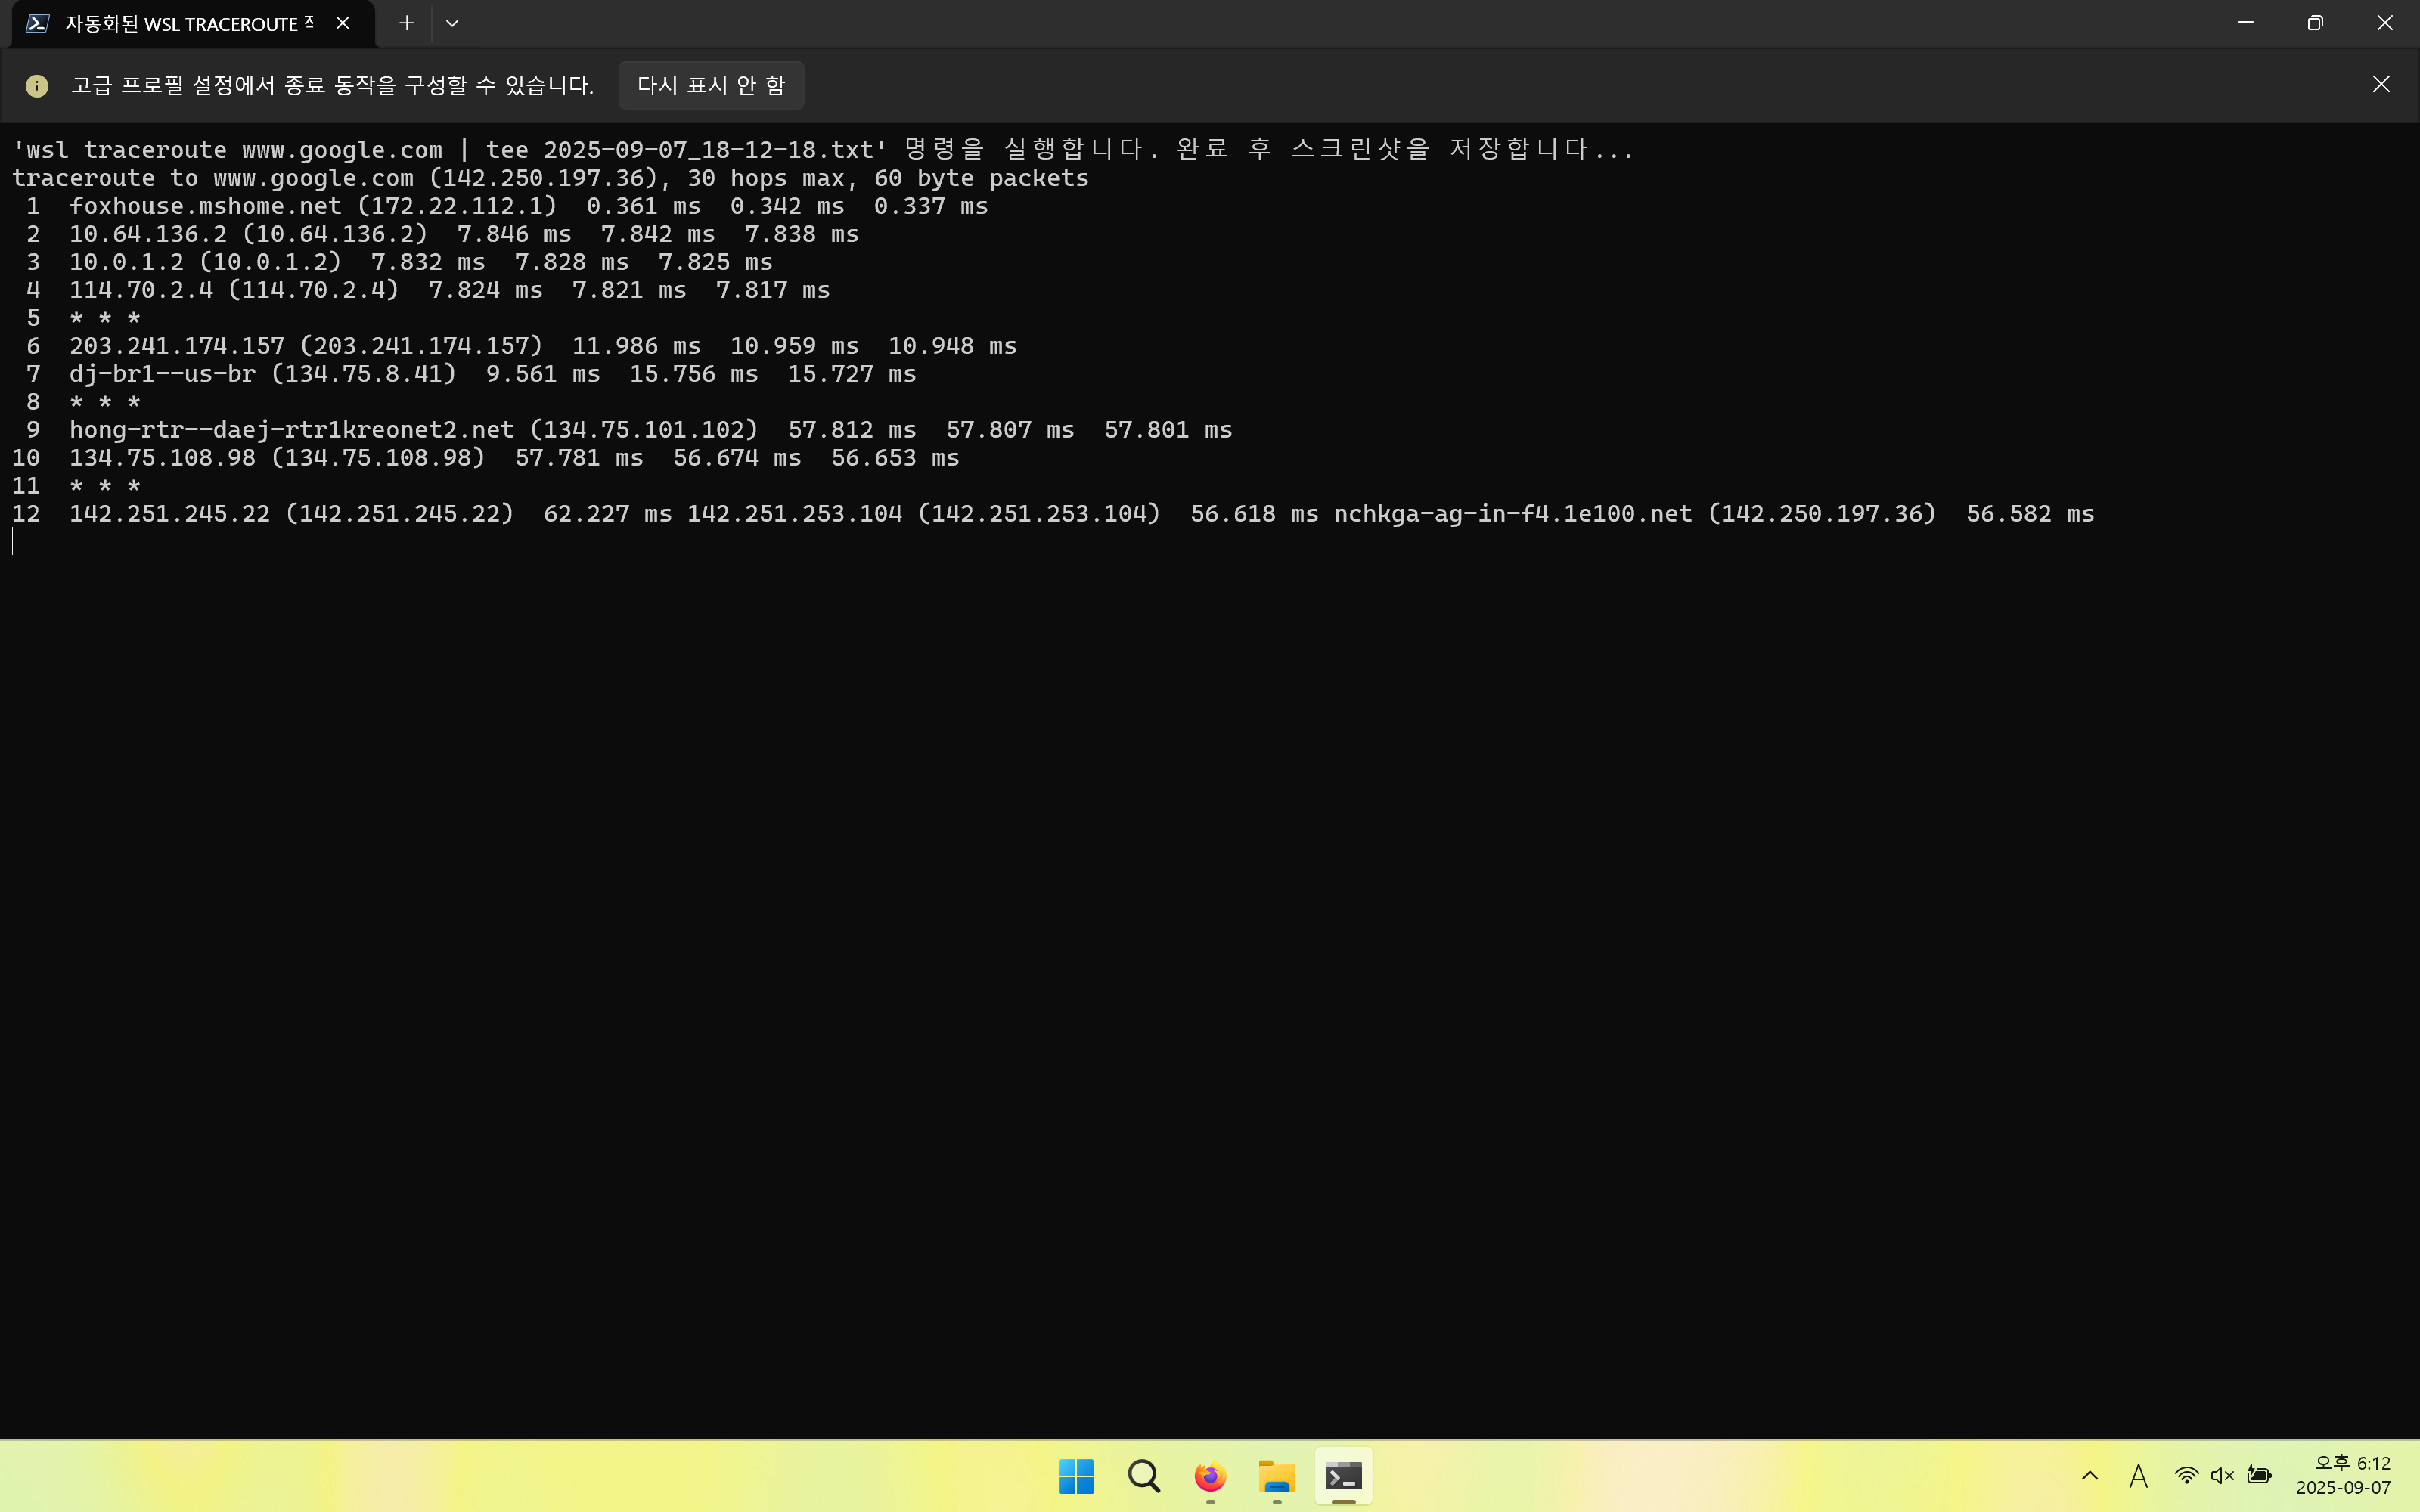 자동화된 WSL TRACEROUTE
고급 프로필 설정에서 종료 동작을 구성할 수 있습니다. 다시 표시 안 함
'wsl traceroute www.google.com | tee 2025-09-07_18-12-18.txt' 명령을 실행합니다. 완료 후 스크린샷을 저장합니다...
traceroute to www.google.com (142.250.197.36), 30 hops max, 60 byte packets
 1  foxhouse.mshome.net (172.22.112.1)  0.361 ms  0.342 ms  0.337 ms
 2  10.64.136.2 (10.64.136.2)  7.846 ms  7.842 ms  7.838 ms
 3  10.0.1.2 (10.0.1.2)  7.832 ms  7.828 ms  7.825 ms
 4  114.70.2.4 (114.70.2.4)  7.824 ms  7.821 ms  7.817 ms
 5  * * *
 6  203.241.174.157 (203.241.174.157)  11.986 ms  10.959 ms  10.948 ms
 7  dj-br1--us-br (134.75.8.41)  9.561 ms  15.756 ms  15.727 ms
 8  * * *
 9  hong-rtr--daej-rtr1kreonet2.net (134.75.101.102)  57.812 ms  57.807 ms  57.801 ms
10  134.75.108.98 (134.75.108.98)  57.781 ms  56.674 ms  56.653 ms
11  * * *
12  142.251.245.22 (142.251.245.22)  62.227 ms 142.251.253.104 (142.251.253.104)  56.618 ms nchkga-ag-in-f4.1e100.net (142.250.197.36)  56.582 ms
A
오후 6:12
2025-09-07